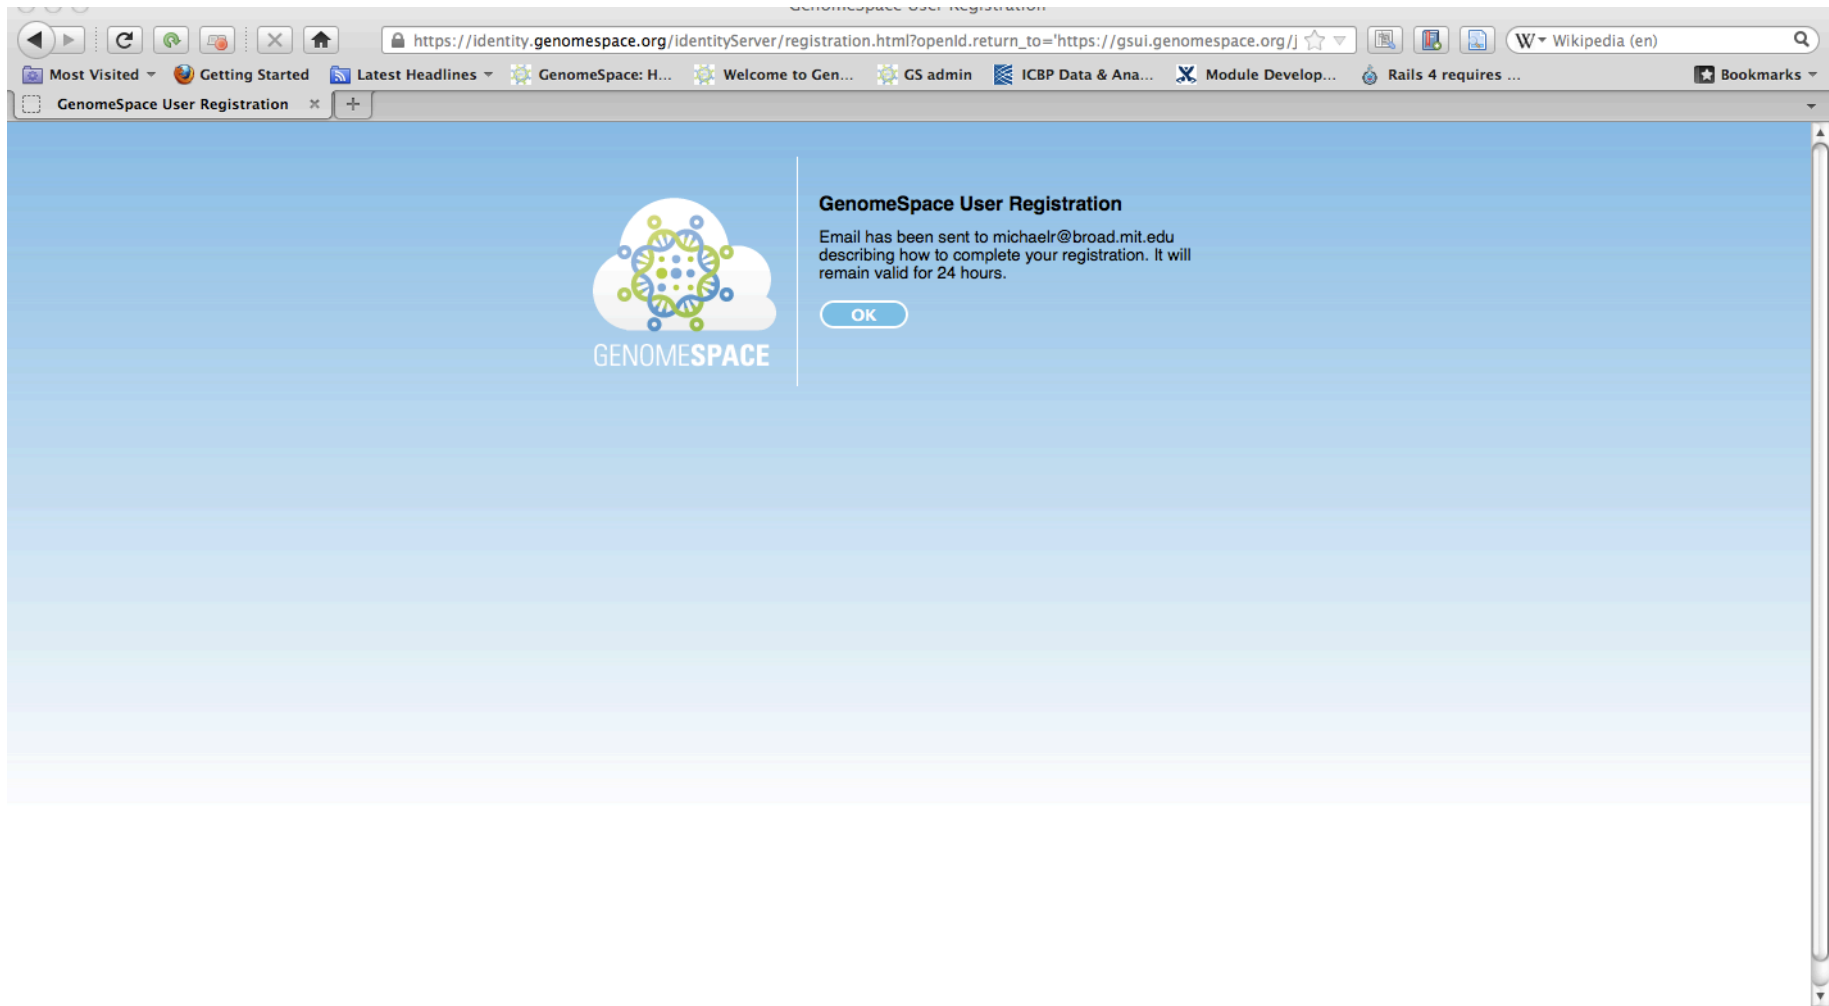 GenomeSpace User Registration
https://identity.genomespace.org/identityServer/registration.html?openId.return_to='https://gsui.genomespace.org/j
W Wikipedia (en)
Most Visited Getting Started Latest Headlines GenomeSpace: H... Welcome to Gen... GS admin ICBP Data & Ana... Module Develop... Rails 4 requires ... Bookmarks
GenomeSpace User Registration
GenomeSpace User Registration
Email has been sent to michaelr@broad.mit.edu
describing how to complete your registration. It will
remain valid for 24 hours.
OK
GENOMESPACE